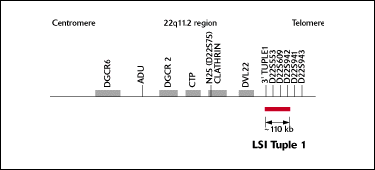 Centromere
22q11.2 region
Telomere
DGCR6
ADU
DGCR 2
CTP
N25 (D22S75)
CLATHRIN
DVL22
3' TUPLE1
D22S553
D22S609
D22S942
D22S941
D22S943
~110 kb
LSI Tuple 1